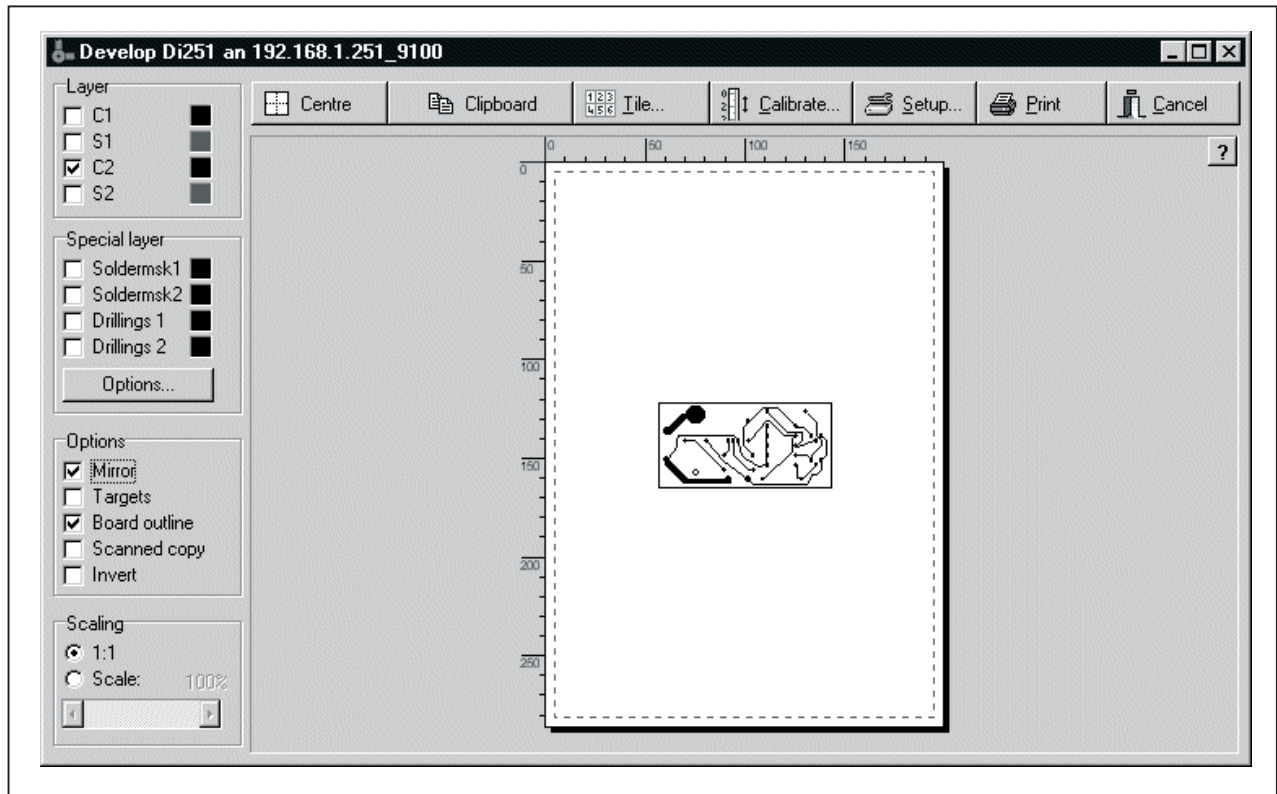 Develop Di251 an 192.168.1.251_9100
Layer
C1
S1
C2
S2
Special layer
Soldermsk1
Soldermsk2
Drillings 1
Drillings 2
Options...
Options
Mirror
Targets
Board outline
Scanned copy
Invert
Scaling
1:1
Scale: 100%
Centre
Clipboard
123
456
Tile...
Calibrate...
Setup...
Print
Cancel
?
0 50 100 150
0
50
100
150
200
250